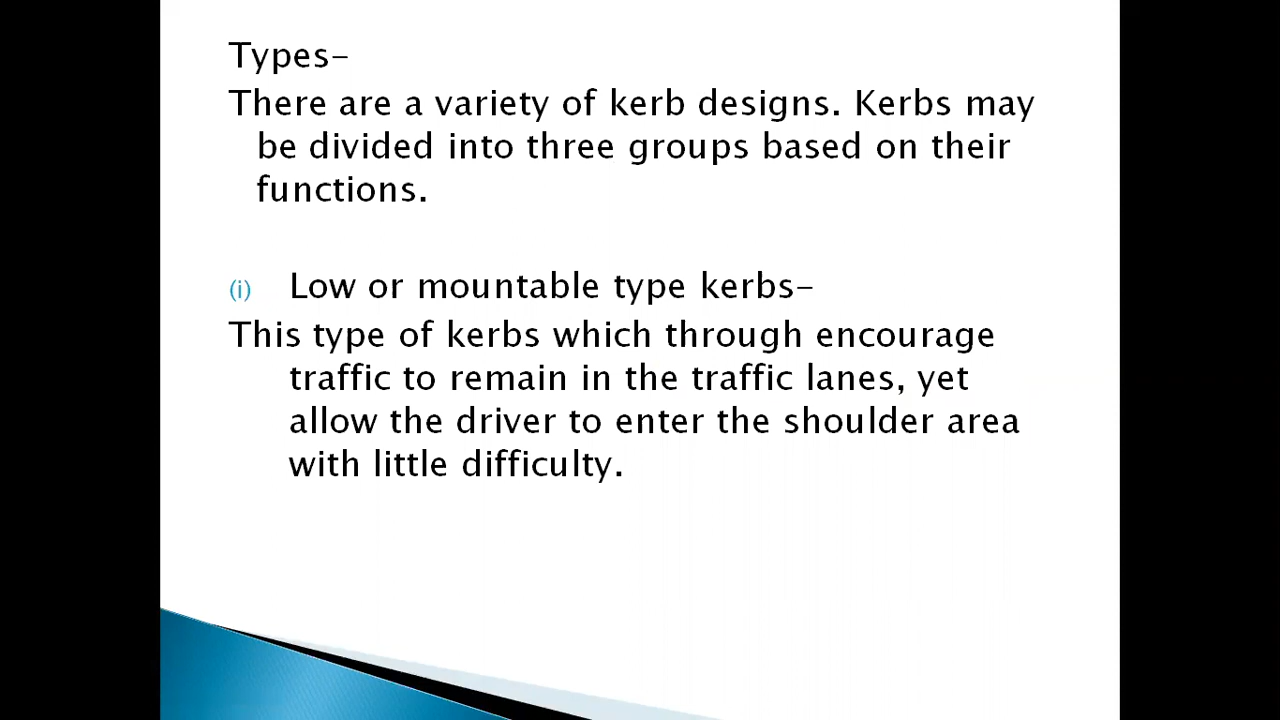 Types-
There are a variety of kerb designs. Kerbs may
be divided into three groups based on their
functions.
(i) Low or mountable type kerbs-
This type of kerbs which through encourage
traffic to remain in the traffic lanes, yet
allow the driver to enter the shoulder area
with little difficulty.